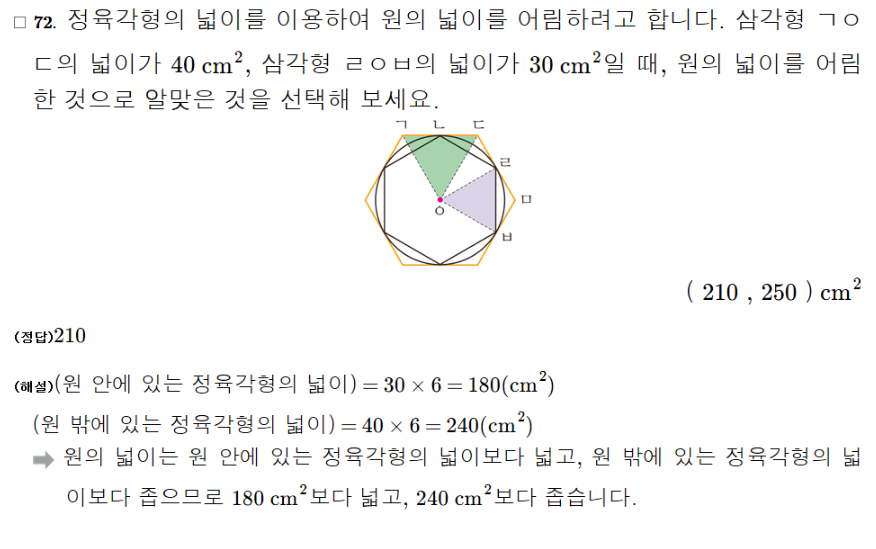 □ 72. 정육각형의 넓이를 이용하여 원의 넓이를 어림하려고 합니다. 삼각형 ㄱㅇ
ㄷ의 넓이가 40 cm², 삼각형 ㄹㅇㅂ의 넓이가 30 cm²일 때, 원의 넓이를 어림
한 것으로 알맞은 것을 선택해 보세요.
ㄱ ㄴ ㄷ
ㄹ
ㅁ
ㅇ
ㅂ
( 210 , 250 ) cm²
(정답)210
(해설)(원 안에 있는 정육각형의 넓이) = 30 × 6 = 180(cm²)
(원 밖에 있는 정육각형의 넓이) = 40 × 6 = 240(cm²)
➡ 원의 넓이는 원 안에 있는 정육각형의 넓이보다 넓고, 원 밖에 있는 정육각형의 넓
이보다 좁으므로 180 cm²보다 넓고, 240 cm²보다 좁습니다.